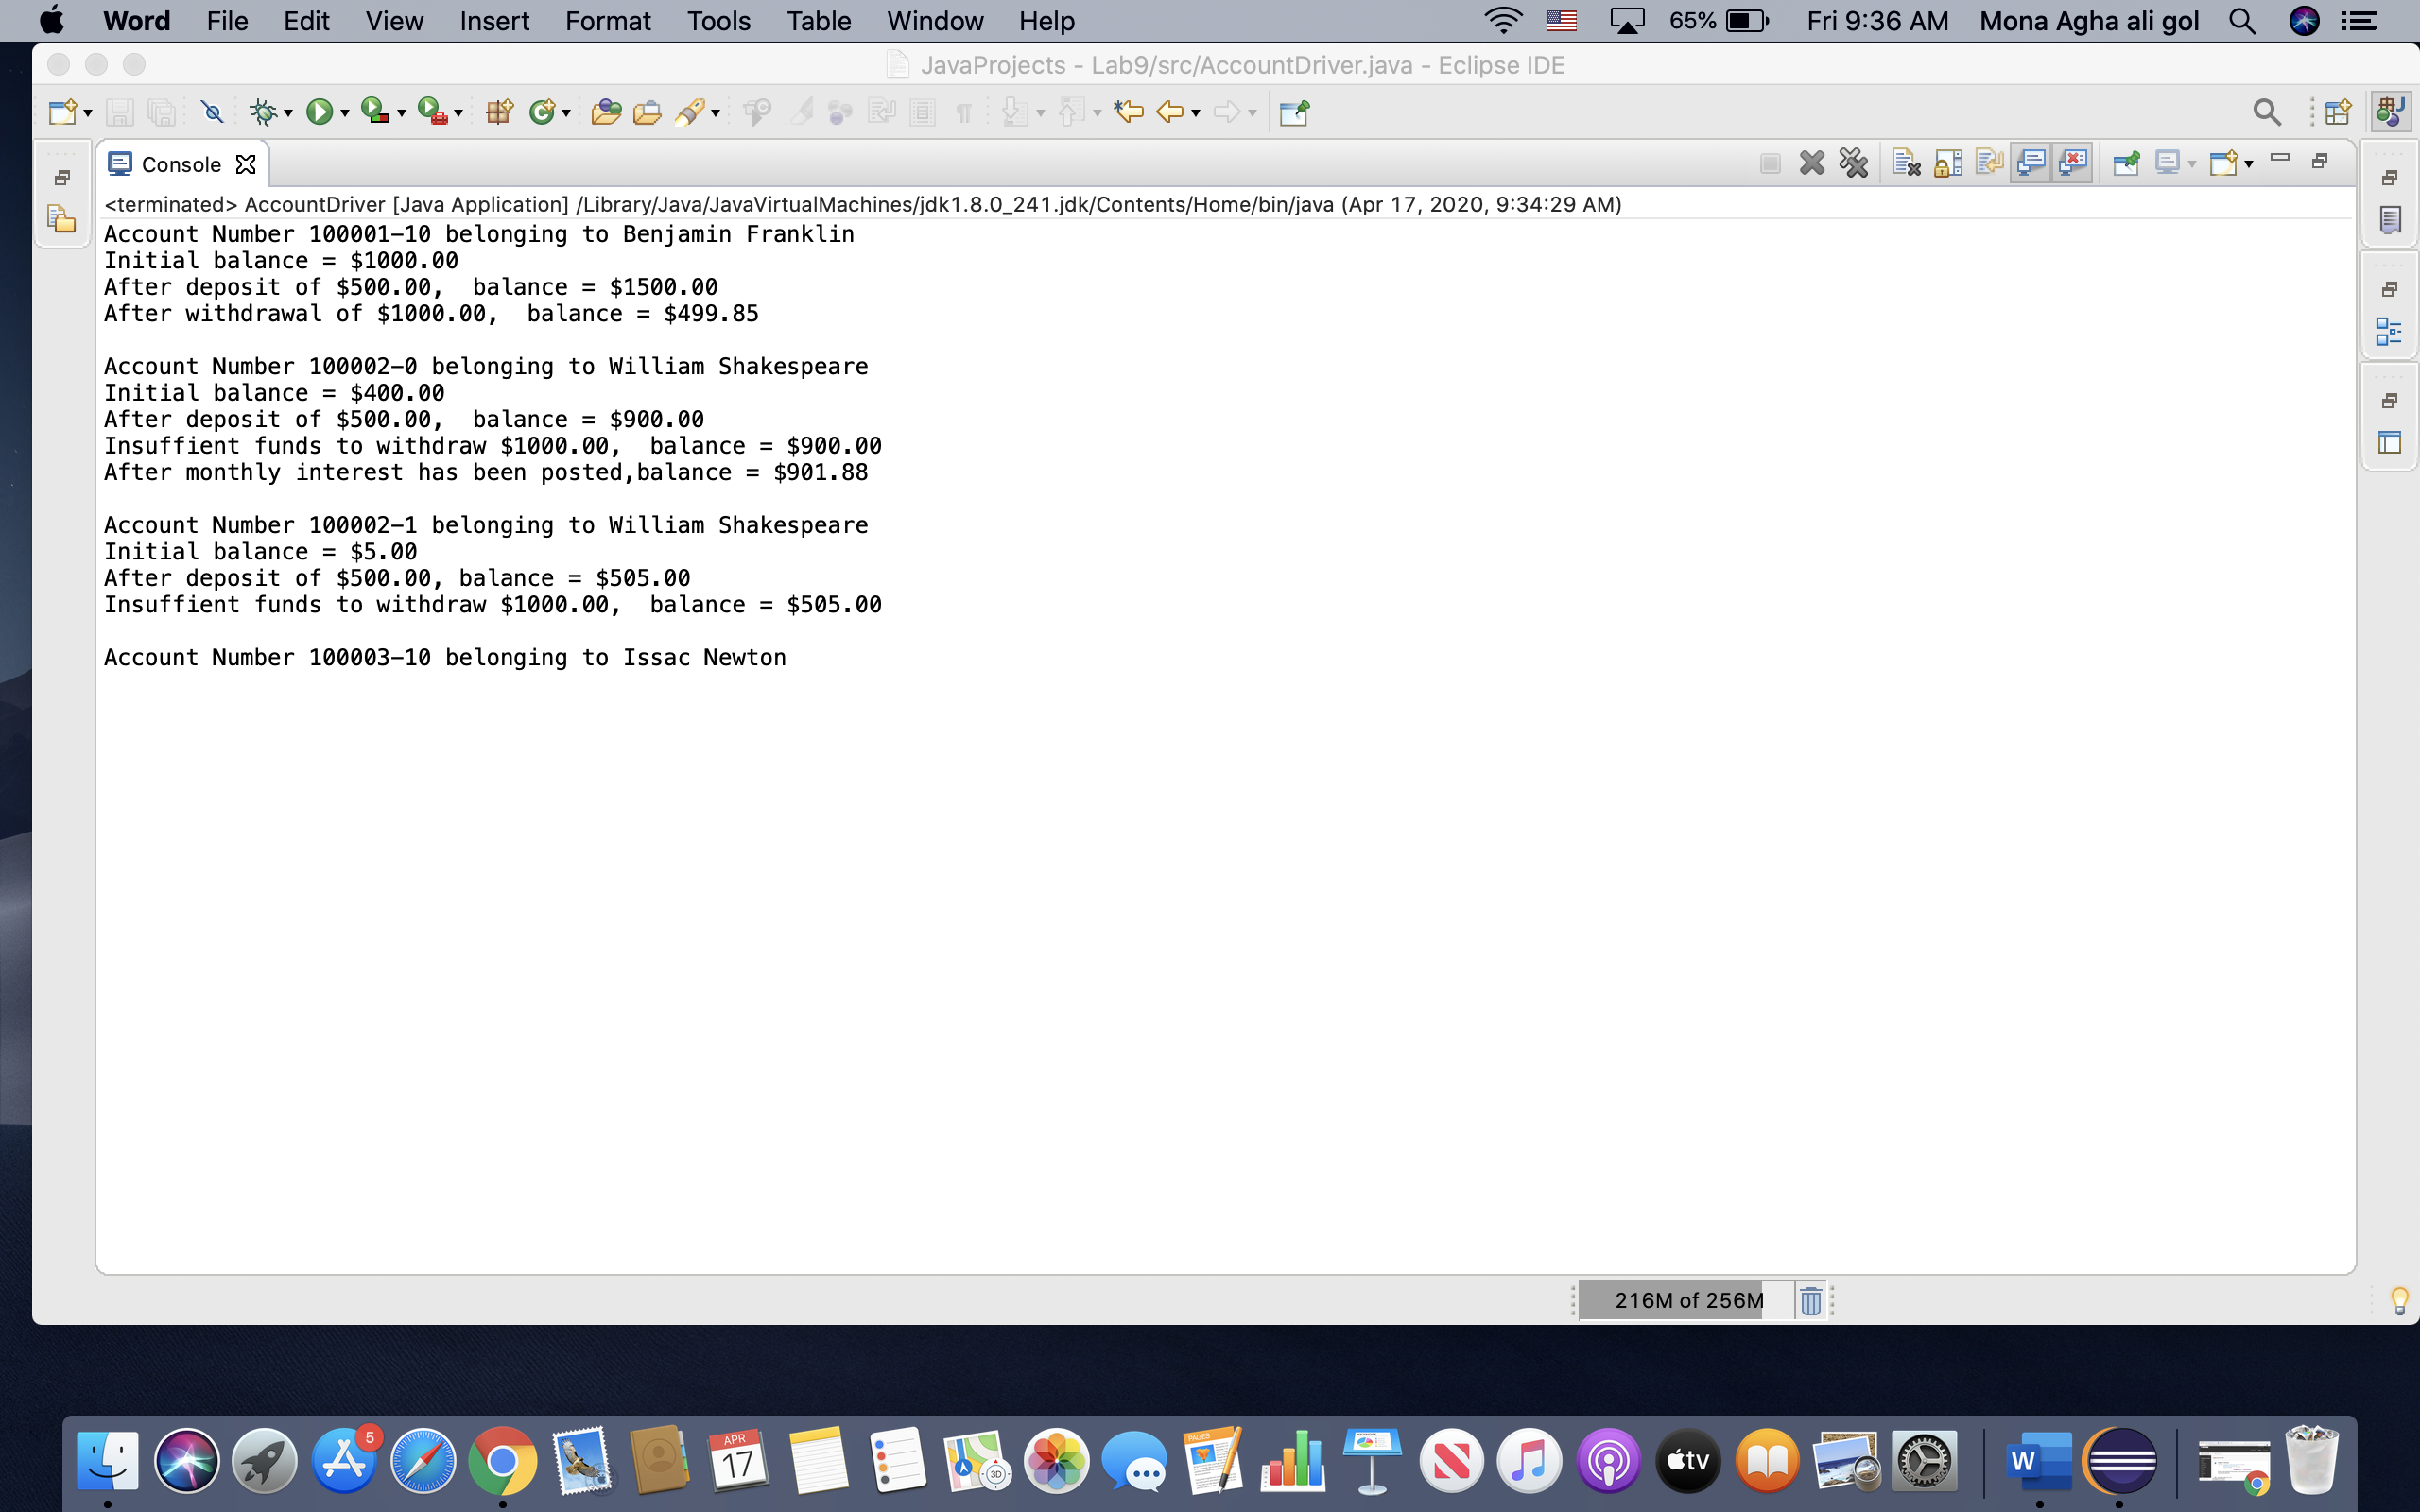 Word File Edit View Insert Format Tools Table Window Help 65% Fri 9:36 AM Mona Agha ali gol
JavaProjects - Lab9/src/AccountDriver.java - Eclipse IDE
Console
<terminated> AccountDriver [Java Application] /Library/Java/JavaVirtualMachines/jdk1.8.0_241.jdk/Contents/Home/bin/java (Apr 17, 2020, 9:34:29 AM)
Account Number 100001-10 belonging to Benjamin Franklin
Initial balance = $1000.00
After deposit of $500.00,  balance = $1500.00
After withdrawal of $1000.00,  balance = $499.85
Account Number 100002-0 belonging to William Shakespeare
Initial balance = $400.00
After deposit of $500.00,  balance = $900.00
Insuffient funds to withdraw $1000.00,  balance = $900.00
After monthly interest has been posted,balance = $901.88
Account Number 100002-1 belonging to William Shakespeare
Initial balance = $5.00
After deposit of $500.00, balance = $505.00
Insuffient funds to withdraw $1000.00,  balance = $505.00
Account Number 100003-10 belonging to Issac Newton
216M of 256M
5
APR
17
3D
PAGES
tv
W